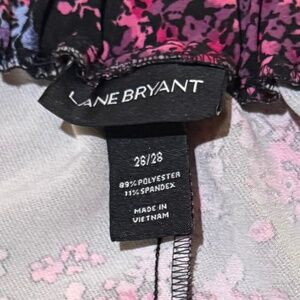 LANE BRYANT
26/28
89% POLYESTER
11% SPANDEX
MADE IN
VIETNAM